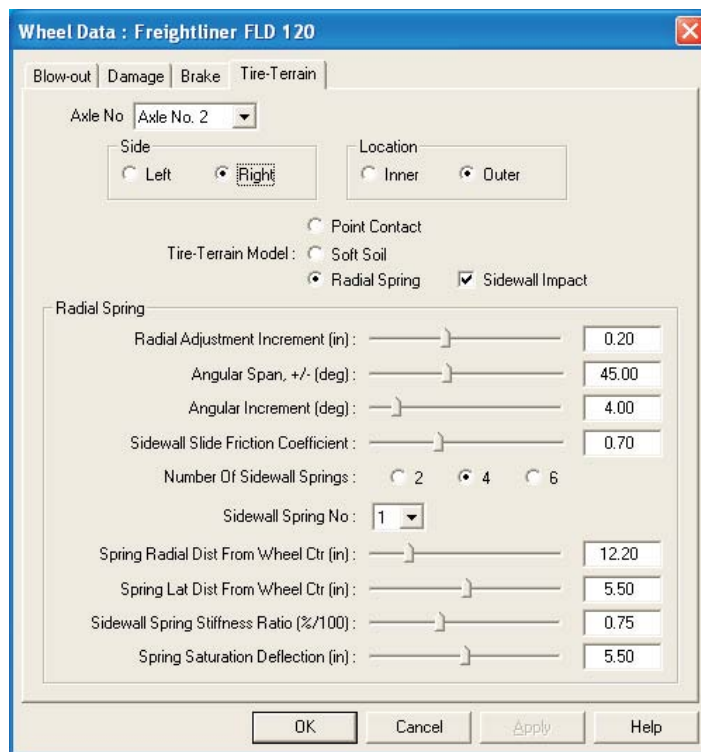 Wheel Data : Freightliner FLD 120
Blow-out Damage Brake Tire-Terrain
Axle No Axle No. 2
Side Location
Left Right Inner Outer
Point Contact
Tire-Terrain Model : Soft Soil
Radial Spring Sidewall Impact
Radial Spring
Radial Adjustment Increment (in) : 0.20
Angular Span, +/- (deg) : 45.00
Angular Increment (deg) : 4.00
Sidewall Slide Friction Coefficient : 0.70
Number Of Sidewall Springs : 2 4 6
Sidewall Spring No : 1
Spring Radial Dist From Wheel Ctr (in) : 12.20
Spring Lat Dist From Wheel Ctr (in) : 5.50
Sidewall Spring Stiffness Ratio (%/100) : 0.75
Spring Saturation Deflection (in) : 5.50
OK Cancel Apply Help